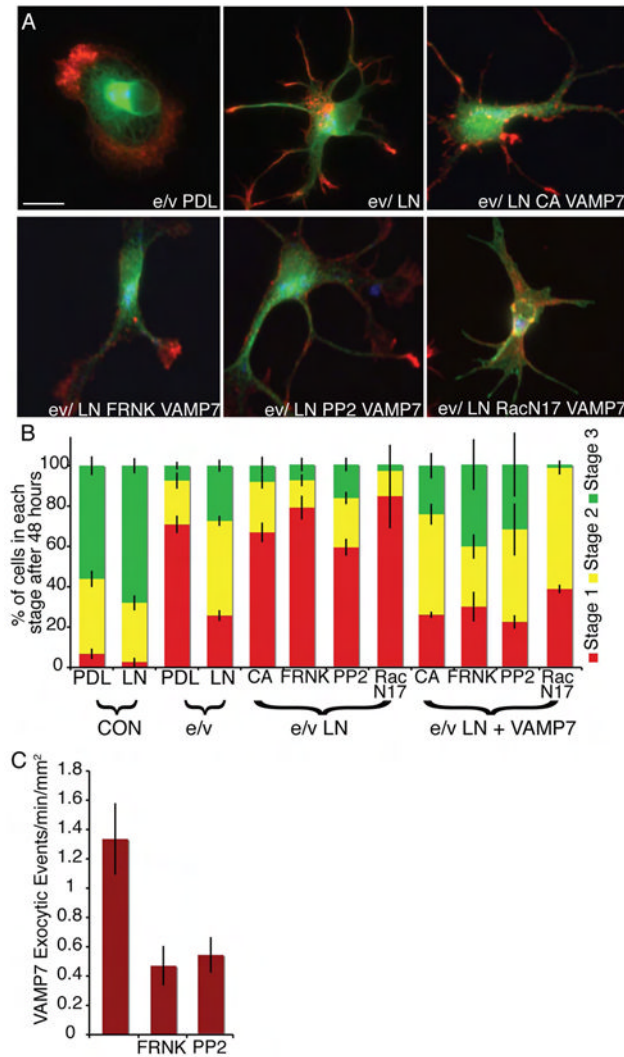 A
e/v PDL
ev/ LN
ev/ LN CA VAMP7
ev/ LN FRNK VAMP7
ev/ LN PP2 VAMP7
ev/ LN RacN17 VAMP7
B
% of cells in each
stage after 48 hours
100
80
60
40
20
0
PDL LN PDL LN CA FRNK PP2 Rac N17 CA FRNK PP2 Rac N17
CON e/v e/v LN e/v LN + VAMP7
Stage 1 Stage 2 Stage 3
C
VAMP7 Exocytic Events/min/mm²
1.8
1.6
1.4
1.2
1
0.8
0.6
0.4
0.2
0
FRNK PP2